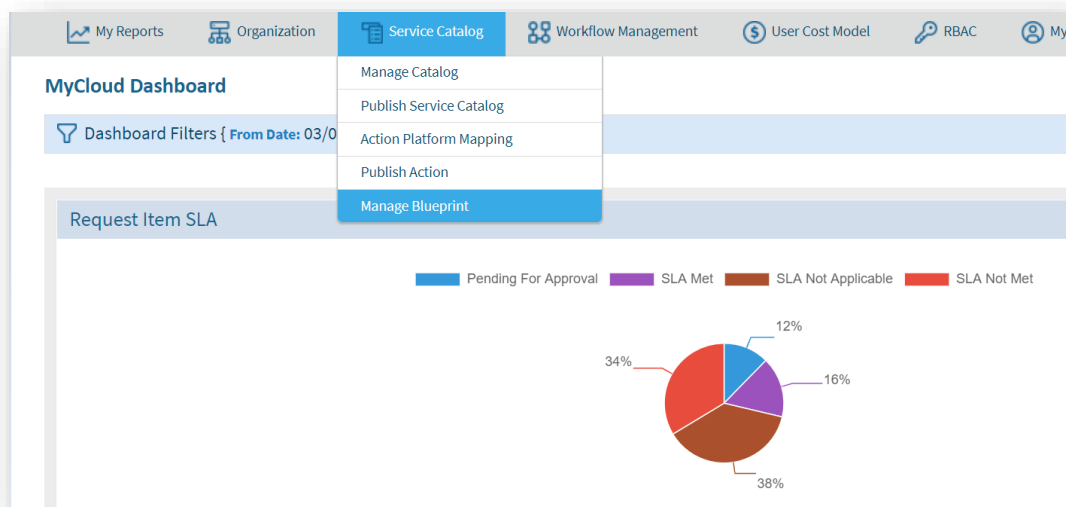 My Reports Organization Service Catalog Workflow Management User Cost Model RBAC My
Manage Catalog
MyCloud Dashboard
Publish Service Catalog
Dashboard Filters { From Date: 03/0
Action Platform Mapping
Publish Action
Manage Blueprint
Request Item SLA
Pending For Approval SLA Met SLA Not Applicable SLA Not Met
12%
34%
16%
38%